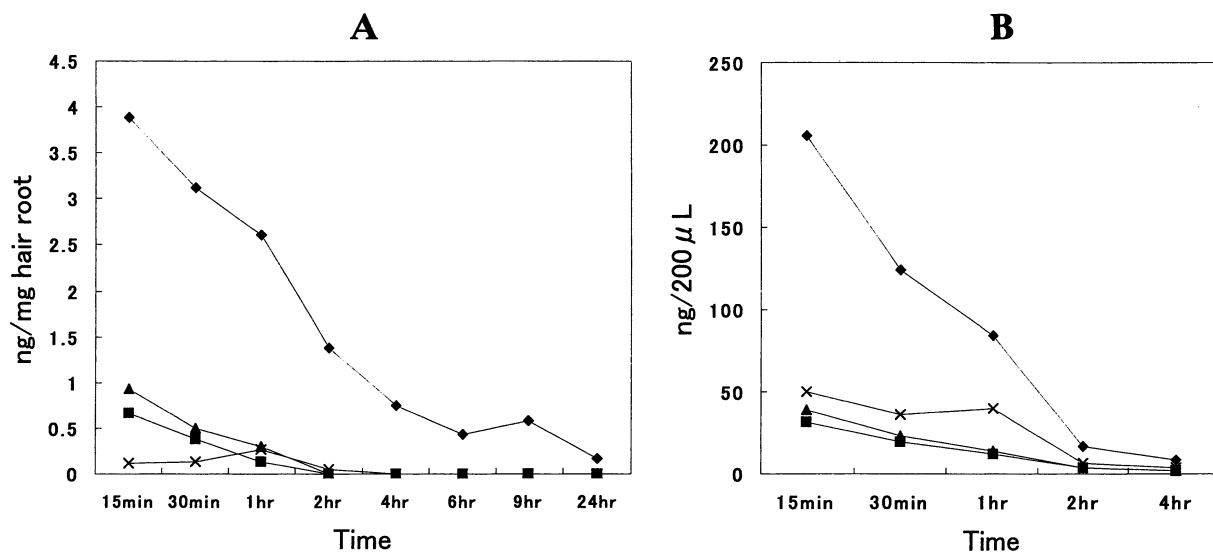 A
4.5
4
3.5
3
2.5
2
1.5
1
0.5
0
ng/mg hair root
15min 30min 1hr 2hr 4hr 6hr 9hr 24hr
Time
B
250
200
150
100
50
0
ng/200 μ L
15min 30min 1hr 2hr 4hr
Time